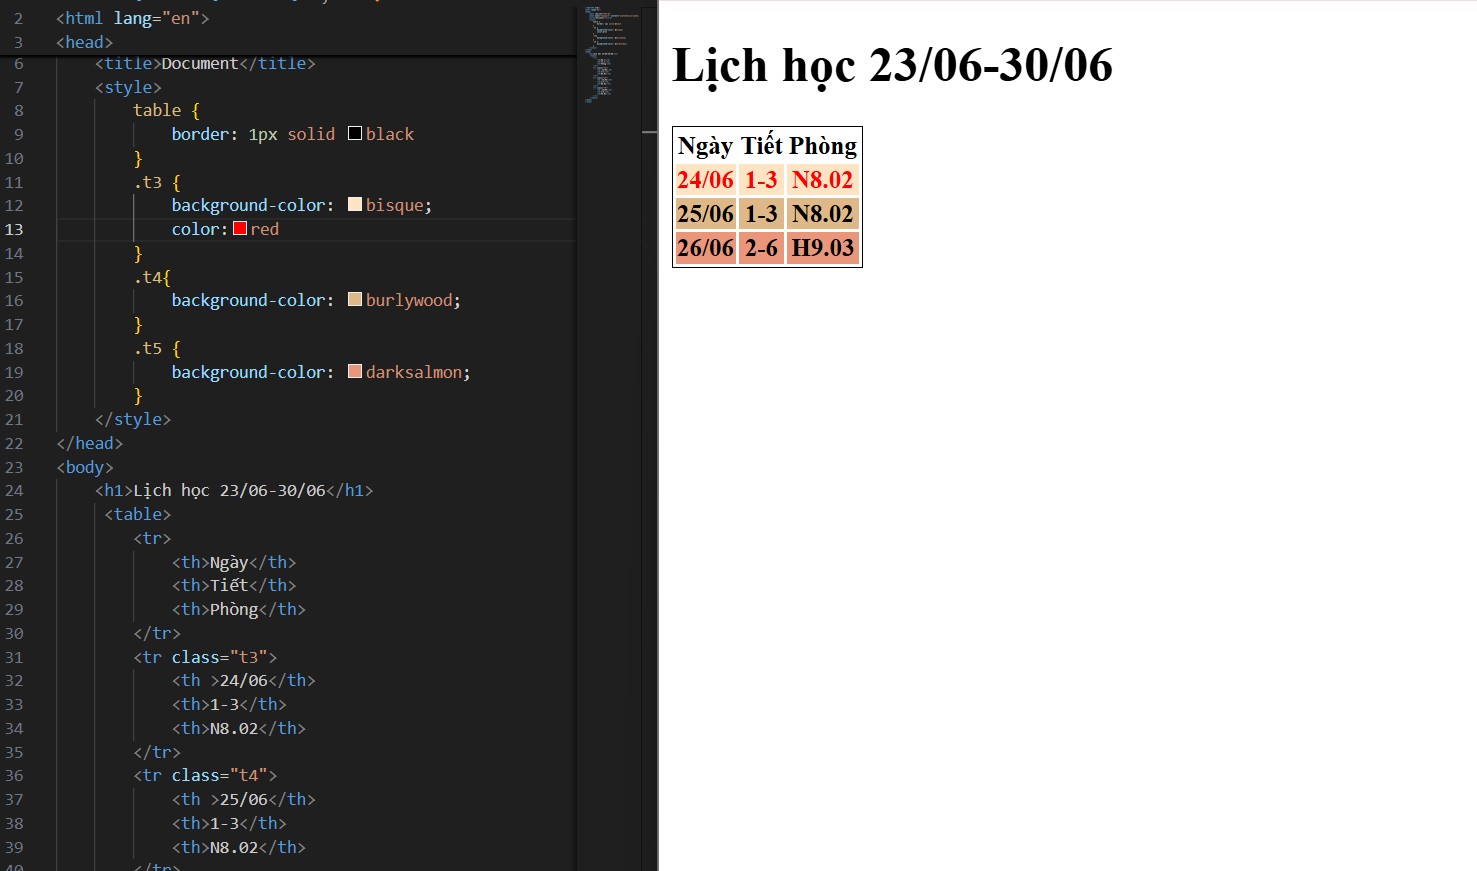 2 <html lang="en">
3 <head>
6 <title>Document</title>
7 <style>
8 table {
9 border: 1px solid black
10 }
11 .t3 {
12 background-color: bisque;
13 color: red
14 }
15 .t4{
16 background-color: burlywood;
17 }
18 .t5 {
19 background-color: darksalmon;
20 }
21 </style>
22 </head>
23 <body>
24 <h1>Lịch học 23/06-30/06</h1>
25 <table>
26 <tr>
27 <th>Ngày</th>
28 <th>Tiết</th>
29 <th>Phòng</th>
30 </tr>
31 <tr class="t3">
32 <th >24/06</th>
33 <th>1-3</th>
34 <th>N8.02</th>
35 </tr>
36 <tr class="t4">
37 <th >25/06</th>
38 <th>1-3</th>
39 <th>N8.02</th>
40 </tr>
Lịch học 23/06-30/06
Ngày Tiết Phòng
24/06 1-3 N8.02
25/06 1-3 N8.02
26/06 2-6 H9.03